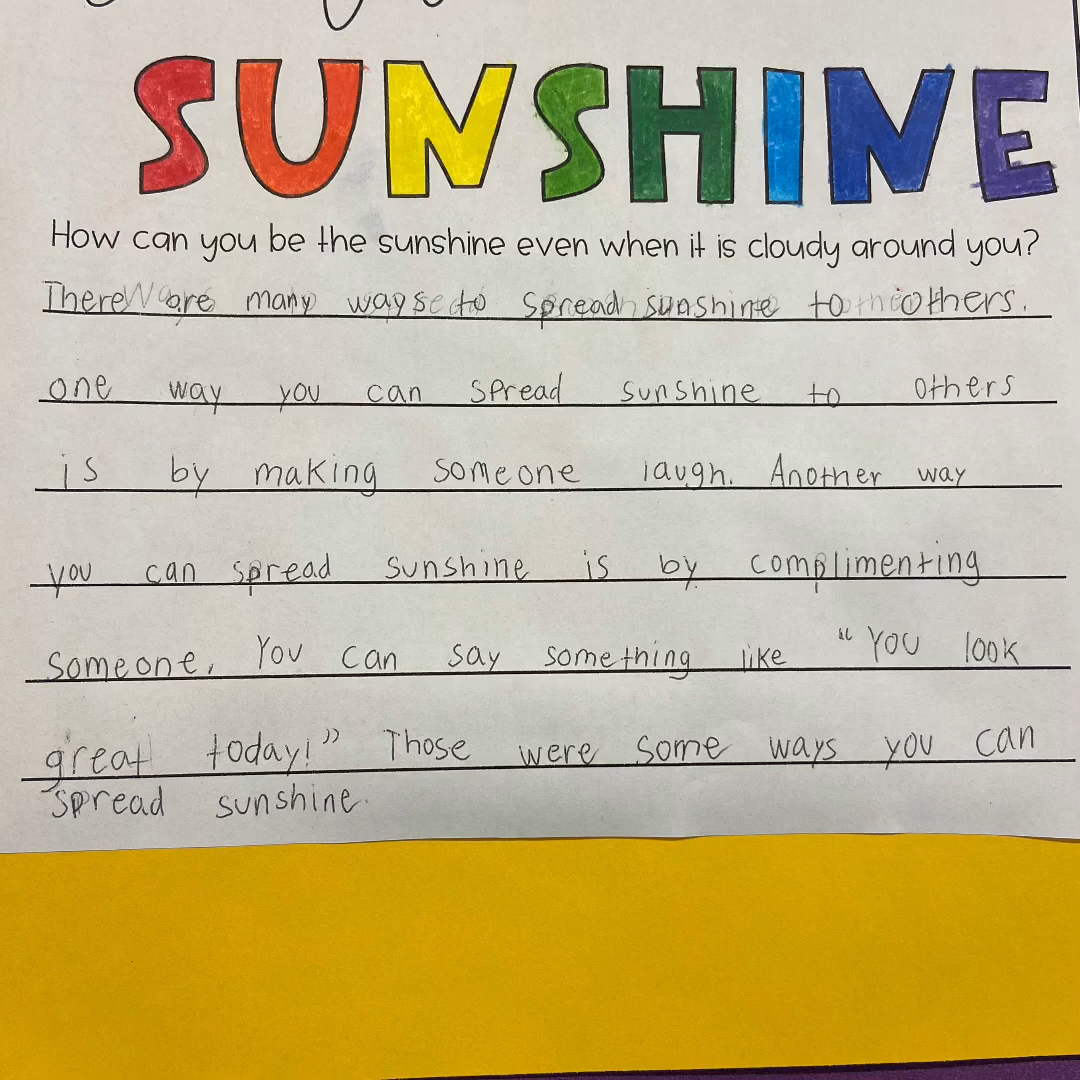 SUNSHINE
How can you be the sunshine even when it is cloudy around you?
There are many ways to spread sunshine to others.
one way you can spread sunshine to others
is by making someone laugh. Another way
you can spread sunshine is by complimenting
someone. You can say something like "You look
great today!" Those were some ways you can
spread sunshine.